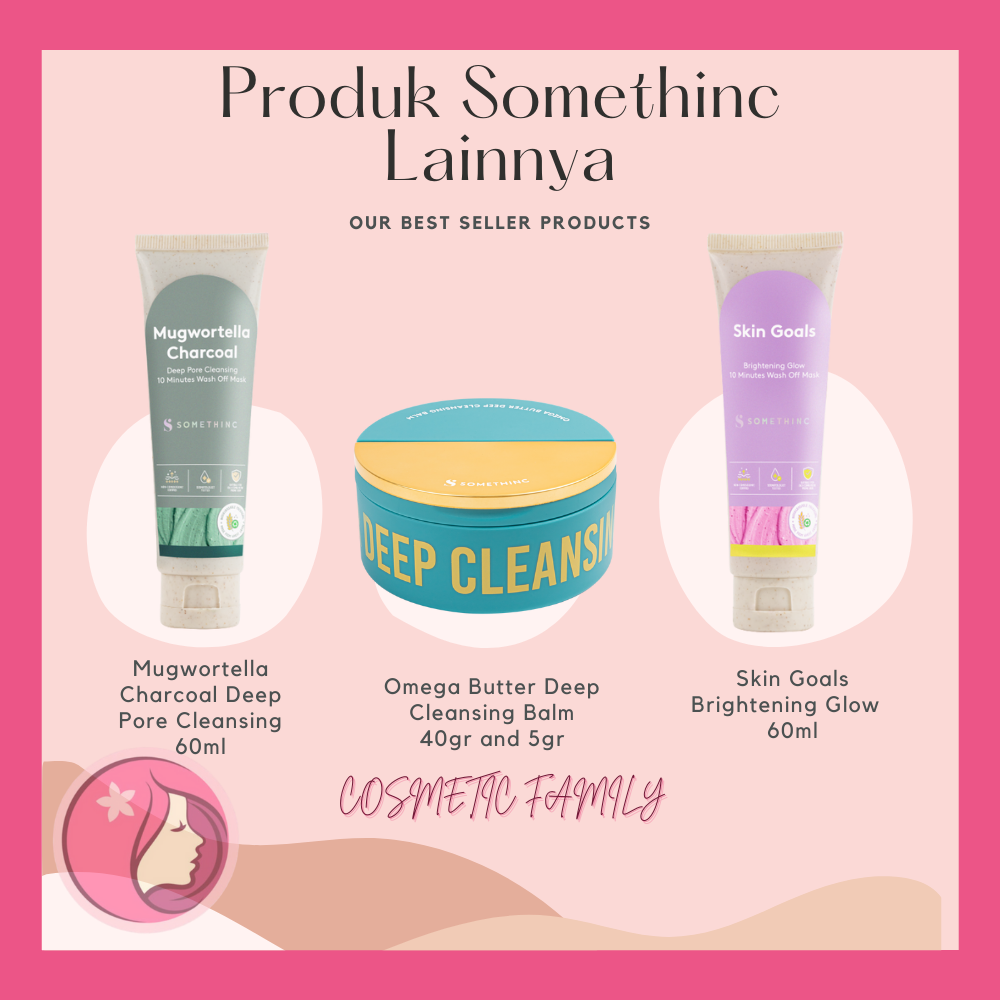 Produk Somethinc
Lainnya
OUR BEST SELLER PRODUCTS
Mugwortella
Charcoal
Deep Pore Cleansing
10 Minutes Wash Off Mask
S SOMETHINC
OMEGA BUTTER DEEP CLEANSING BALM
S SOMETHINC
DEEP CLEANSIN
Skin Goals
Brightening Glow
10 Minutes Wash Off Mask
S SOMETHINC
Mugwortella
Charcoal Deep
Pore Cleansing
60ml
Omega Butter Deep
Cleansing Balm
40gr and 5gr
Skin Goals
Brightening Glow
60ml
COSMETIC FAMILY